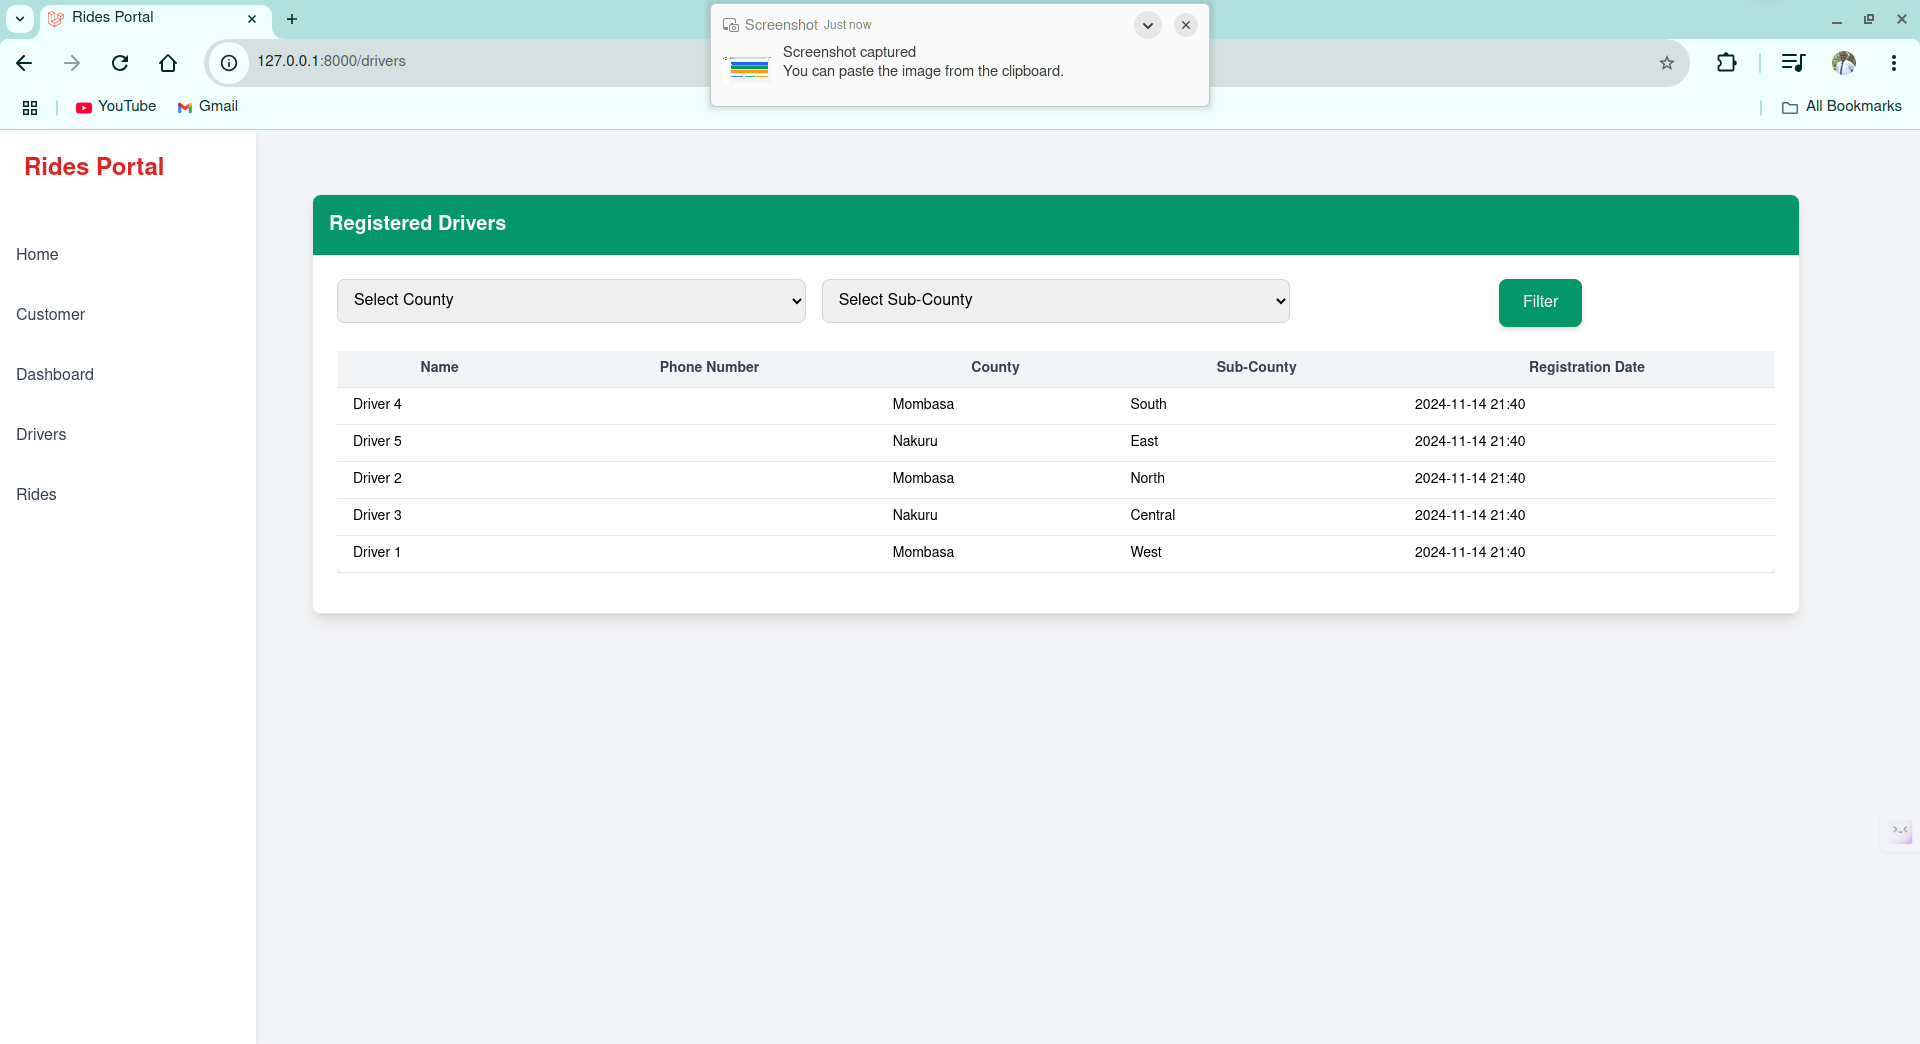 Rides Portal
Screenshot Just now
Screenshot captured
You can paste the image from the clipboard.
127.0.0.1:8000/drivers
YouTube
Gmail
All Bookmarks
Rides Portal
Home
Customer
Dashboard
Drivers
Rides
Registered Drivers
Select County
Select Sub-County
Filter
Name Phone Number County Sub-County Registration Date
Driver 4 Mombasa South 2024-11-14 21:40
Driver 5 Nakuru East 2024-11-14 21:40
Driver 2 Mombasa North 2024-11-14 21:40
Driver 3 Nakuru Central 2024-11-14 21:40
Driver 1 Mombasa West 2024-11-14 21:40